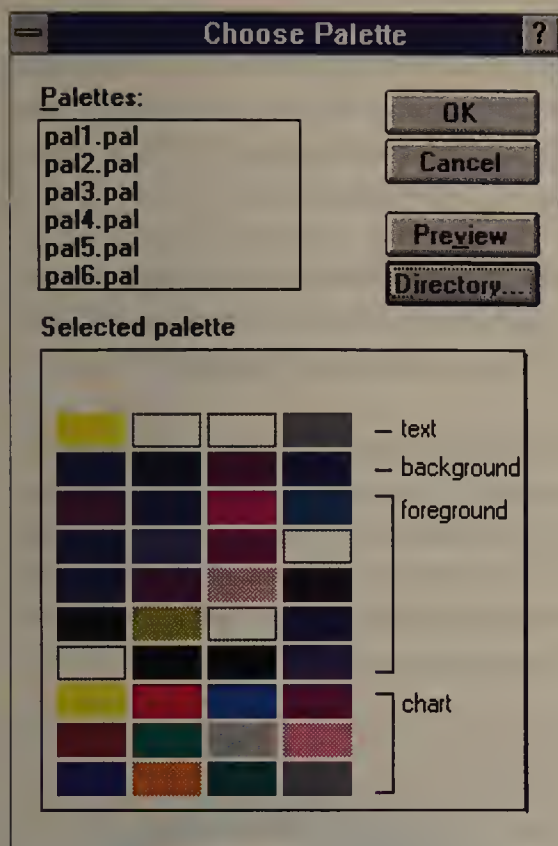 Choose Palette ?
Palettes:
pal1.pal
pal2.pal
pal3.pal
pal4.pal
pal5.pal
pal6.pal
OK
Cancel
Preview
Directory...
Selected palette
text
background
foreground
chart